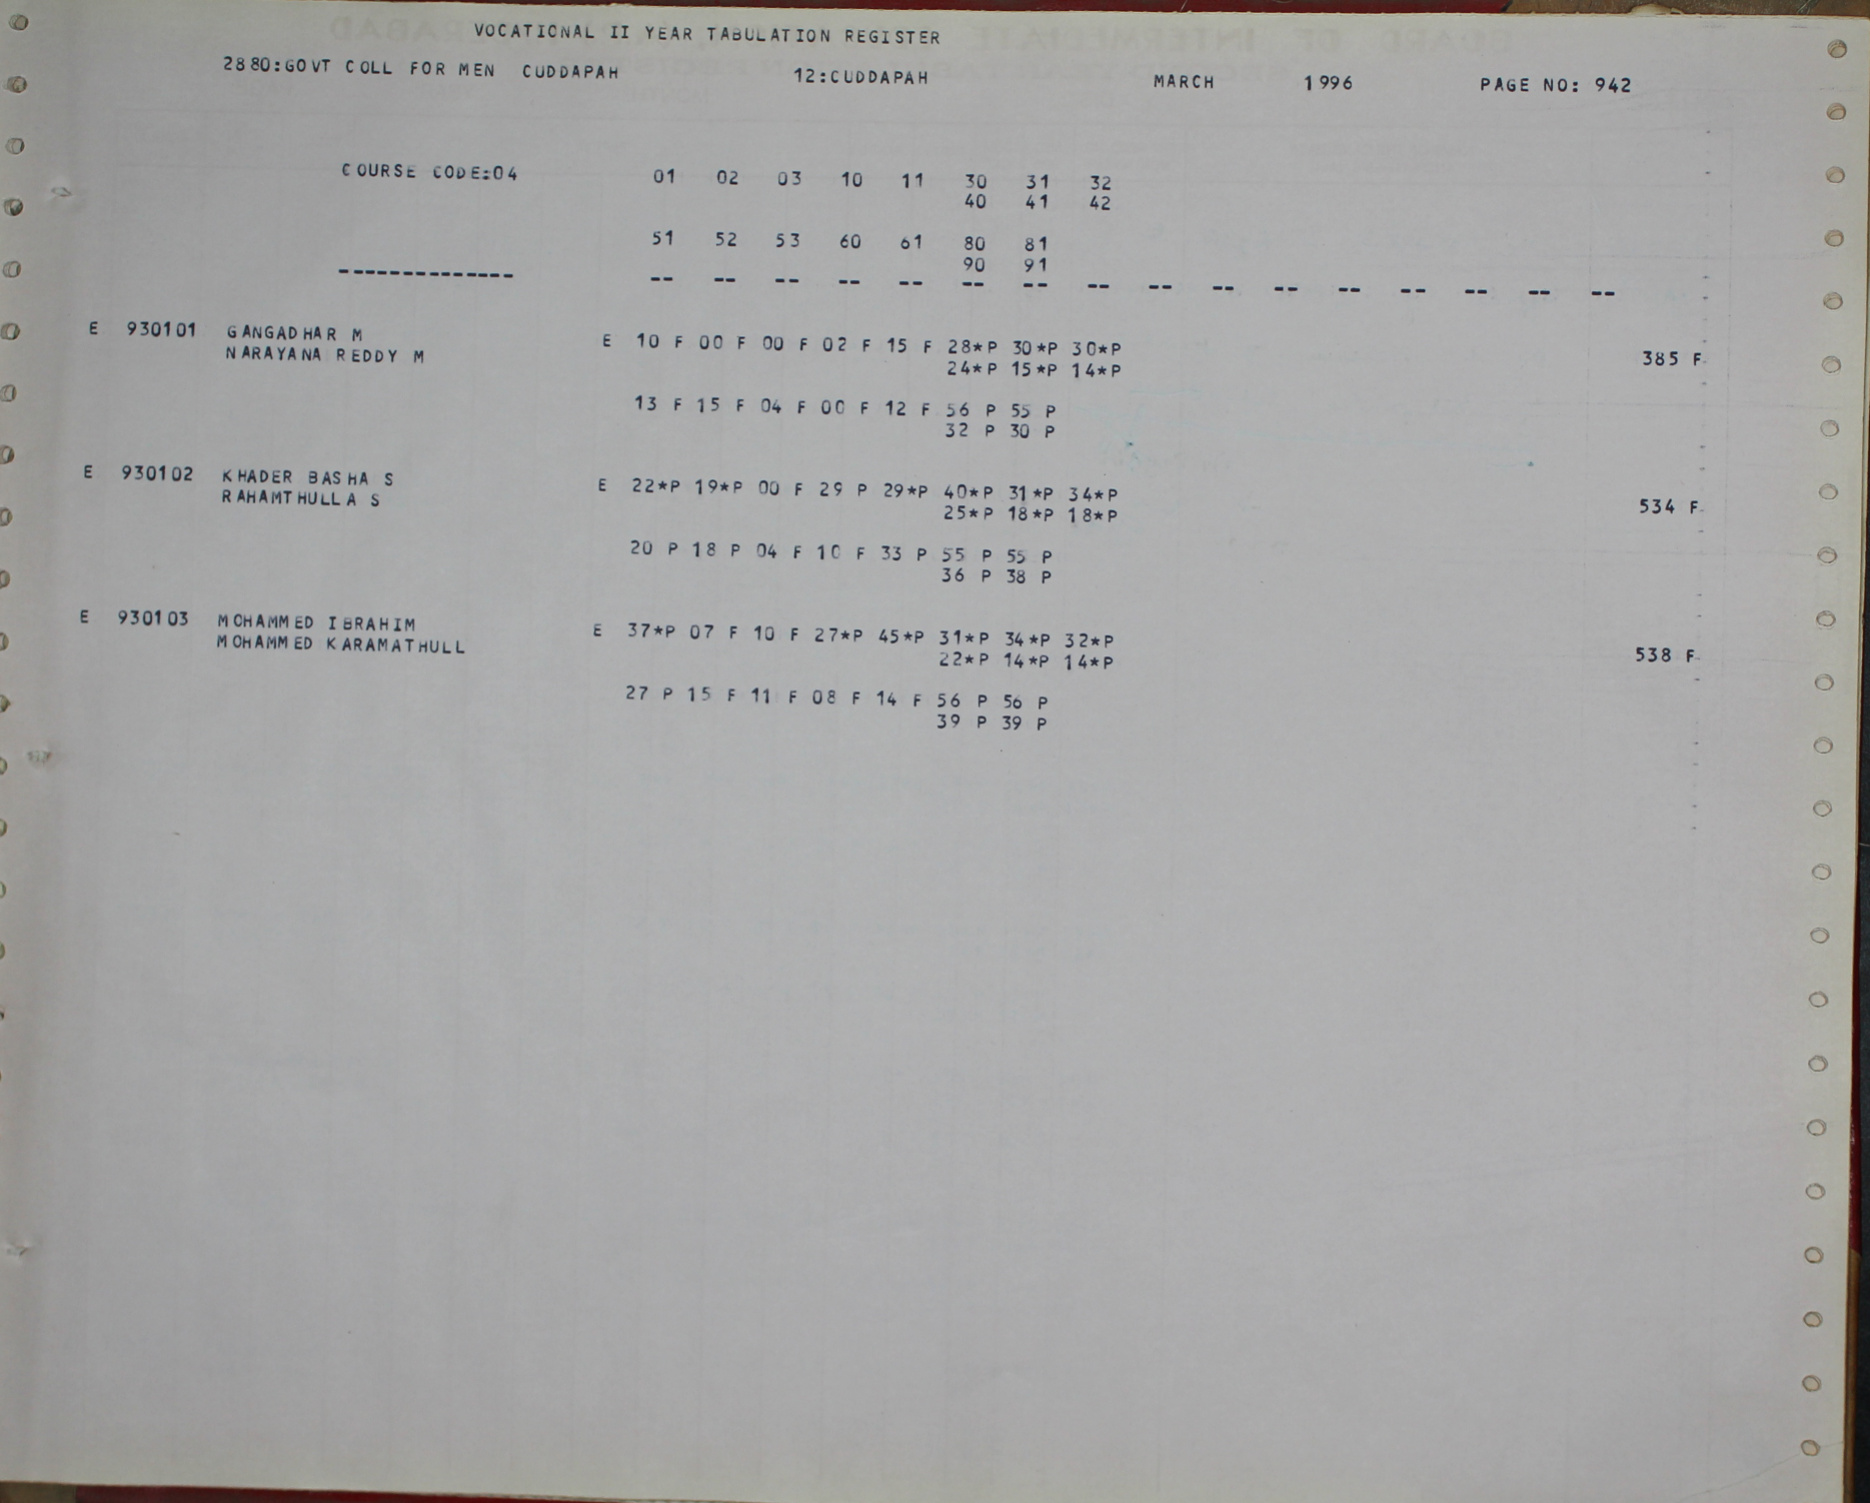 VOCATIONAL II YEAR TABULATION REGISTER
2880:GOVT COLL FOR MEN CUDDAPAH 12:CUDDAPAH MARCH 1996 PAGE NO: 942
COURSE CODE:04 01 02 03 10 11 30 31 32
40 41 42
51 52 53 60 61 80 81
90 91
-------------- -- -- -- -- -- -- -- -- -- -- -- -- -- -- -- --
E 930101 GANGADHAR M E 10 F 00 F 00 F 02 F 15 F 28*P 30*P 30*P
NARAYANA REDDY M 24*P 15*P 14*P 385 F
13 F 15 F 04 F 00 F 12 F 56 P 55 P
32 P 30 P
E 930102 KHADER BASHA S E 22*P 19*P 00 F 29 P 29*P 40*P 31*P 34*P
RAHAMTHULLA S 25*P 18*P 18*P 534 F
20 P 18 P 04 F 10 F 33 P 55 P 55 P
36 P 38 P
E 930103 MOHAMMED IBRAHIM E 37*P 07 F 10 F 27*P 45*P 31*P 34*P 32*P
MOHAMMED KARAMATHULL 22*P 14*P 14*P 538 F
27 P 15 F 11 F 08 F 14 F 56 P 56 P
39 P 39 P